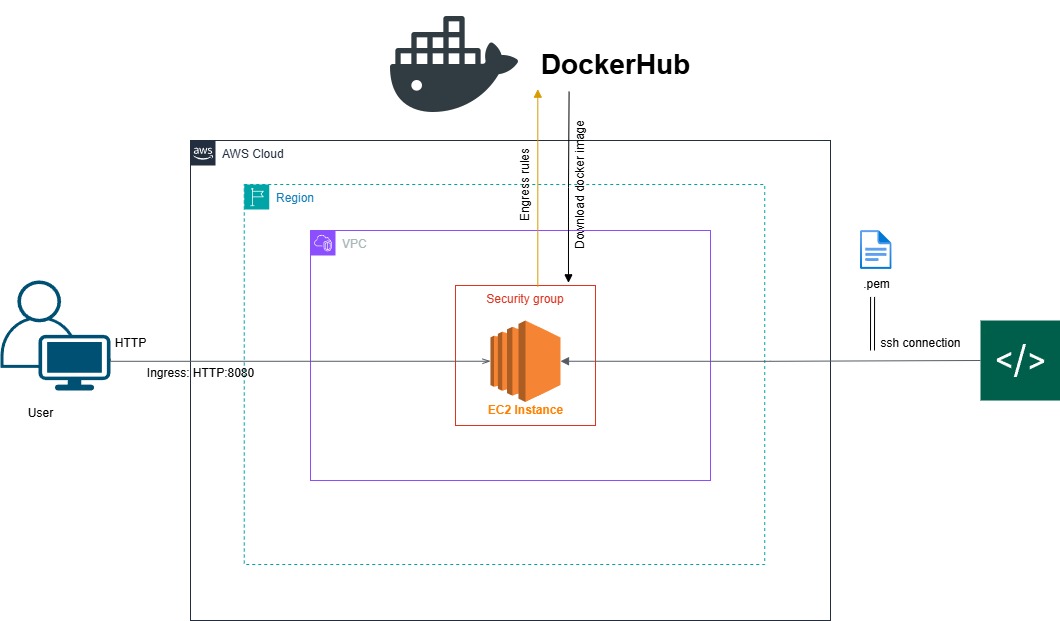 DockerHub
aws
AWS Cloud
Engress rules
Download docker image
Region
VPC
.pem
Security group
HTTP
ssh connection
</>
Ingress: HTTP:8080
EC2 Instance
User